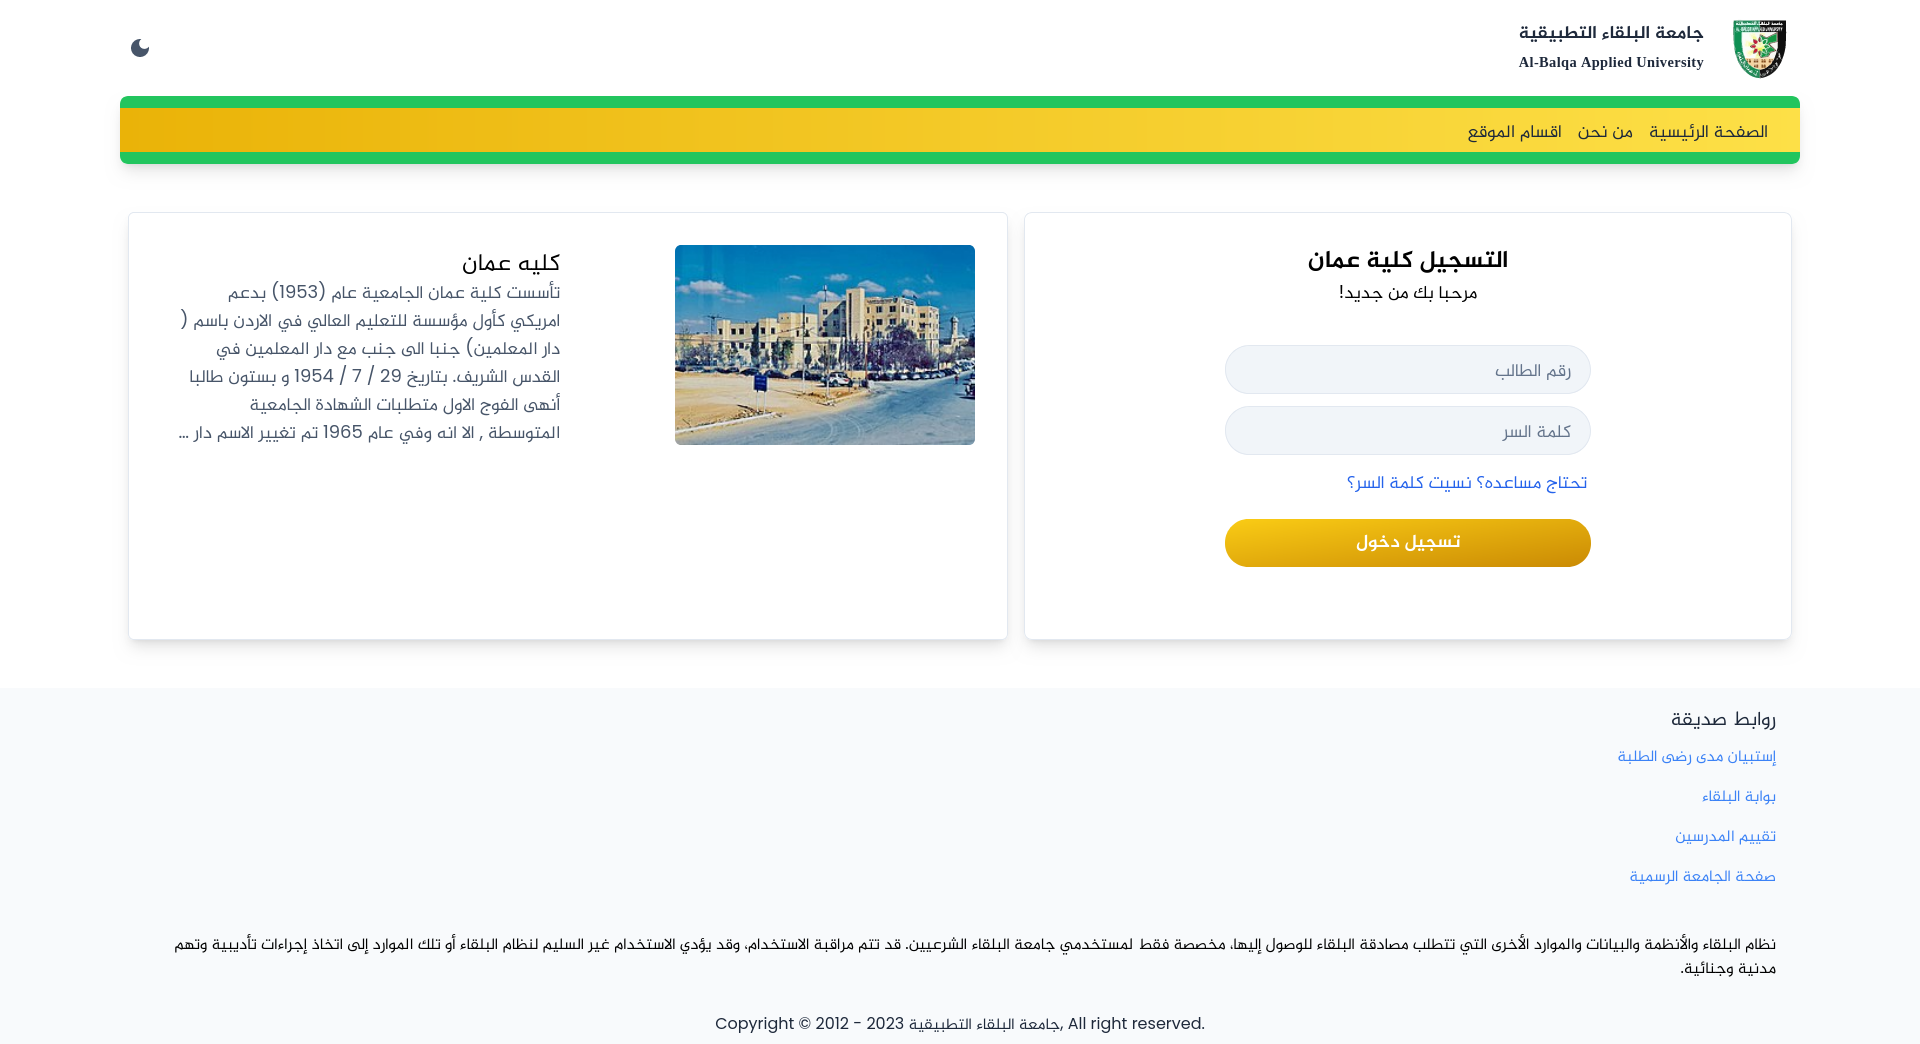 جامعة البلقاء التطبيقية
Al-Balqa Applied University
الصفحة الرئيسية
من نحن
اقسام الموقع
التسجيل كلية عمان
مرحبا بك من جديد!
رقم الطالب
كلمة السر
تحتاج مساعده؟ نسيت كلمة السر؟
تسجيل دخول
كليه عمان
تأسست كلية عمان الجامعية عام (1953) بدعم
امريكي كأول مؤسسة للتعليم العالي في الاردن باسم (
دار المعلمين) جنبا الى جنب مع دار المعلمين في
القدس الشريف. بتاريخ 29 / 7 / 1954 و بستون طالبا
أنهى الفوج الاول متطلبات الشهادة الجامعية
المتوسطة , الا انه وفي عام 1965 تم تغيير الاسم دار ...
روابط صديقة
إستبيان مدى رضى الطلبة
بوابة البلقاء
تقييم المدرسين
صفحة الجامعة الرسمية
نظام البلقاء والأنظمة والبيانات والموارد الأخرى التي تتطلب مصادقة البلقاء للوصول إليها، مخصصة فقط لمستخدمي جامعة البلقاء الشرعيين. قد تتم مراقبة الاستخدام، وقد يؤدي الاستخدام غير السليم لنظام البلقاء أو تلك الموارد إلى اتخاذ إجراءات تأديبية وتهم
مدنية وجنائية.
Copyright © 2012 - 2023 جامعة البلقاء التطبيقية, All right reserved.